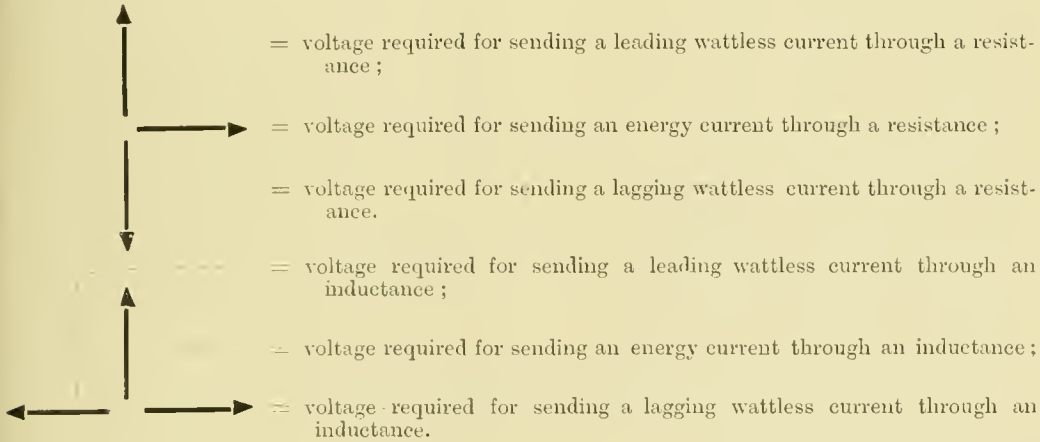 = voltage required for sending a leading wattless current through a resist-
ance ;
= voltage required for sending an energy current through a resistance ;
= voltage required for sending a lagging wattless current through a resist-
ance.
= voltage required for sending a leading wattless current through an
inductance ;
= voltage required for sending an energy current through an inductance ;
= voltage required for sending a lagging wattless current through an
inductance.